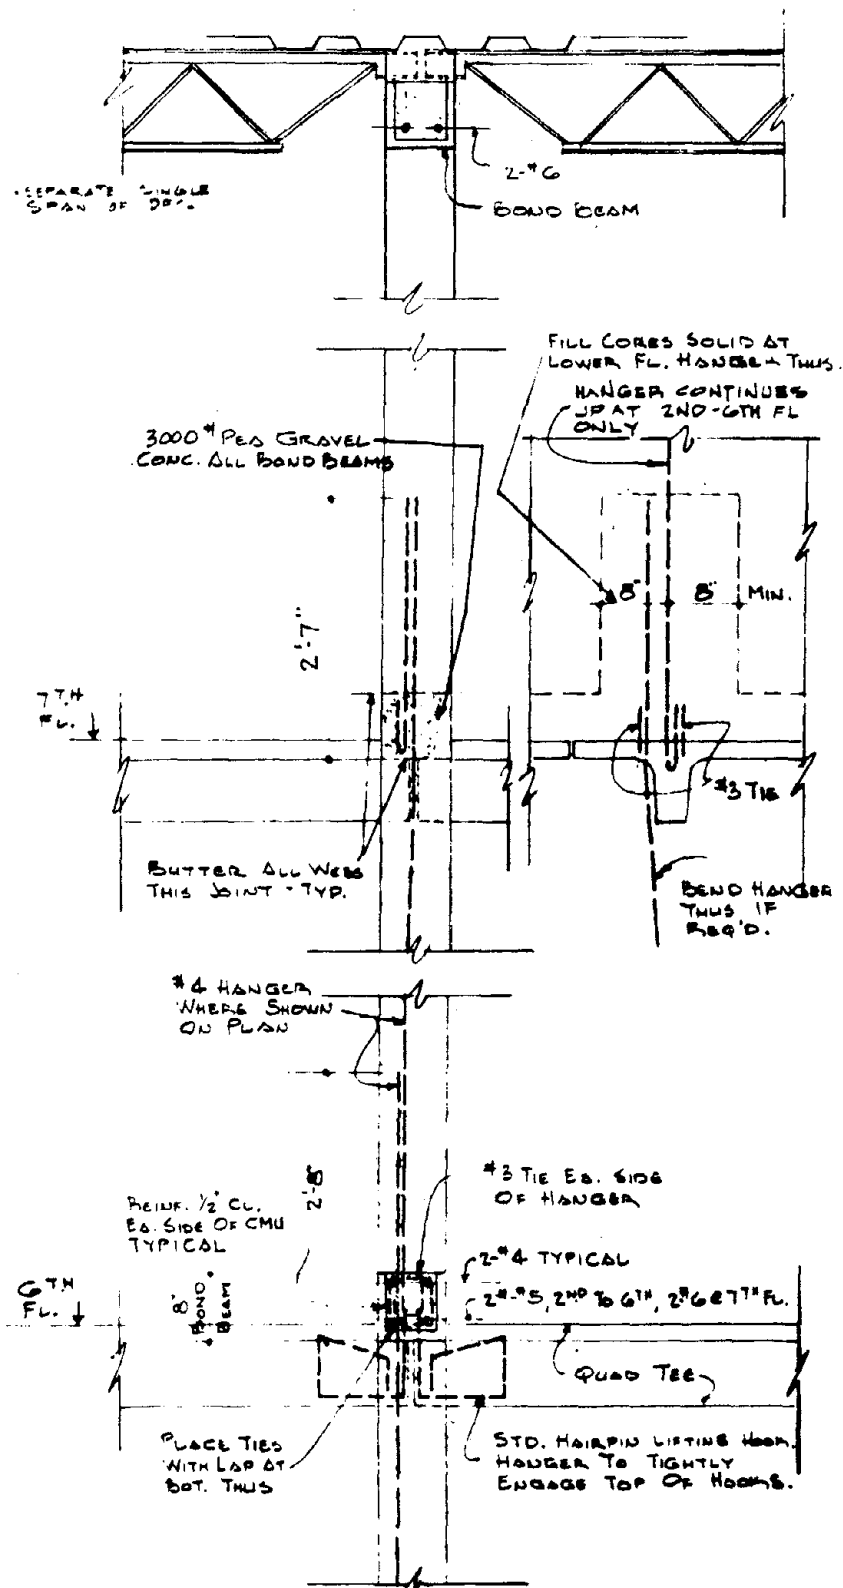 2-#6
SEPARATE SINGLE
SPAN OF
BOND BEAM
FILL CORES SOLID AT
LOWER FL. HANGER THUS.
HANGER CONTINUES
UP AT 2ND-6TH FL
ONLY
3000# PEA GRAVEL
CONC. ALL BOND BEAMS
8" 8" MIN.
2'-7"
7TH
FL.
#3 TIE
BUTTER ALL WEBS
THIS JOINT - TYP.
BEND HANGER
THUS IF
REQ'D.
#4 HANGER
WHERE SHOWN
ON PLAN
#3 TIE EA. SIDE
OF HANGER
2'-8"
REINF. 1/2" CL.
EA. SIDE OF CMU
TYPICAL
2-#4 TYPICAL
6TH
FL.
8"
BOND
BEAM
2-#5, 2ND TO 6TH, 2#6@7TH FL.
QUAD TEE
PLACE TIES
WITH LAP AT
BOT. THUS
STD. HAIRPIN LIFTING HOOK.
HANGER TO TIGHTLY
ENGAGE TOP OF HOOKS.